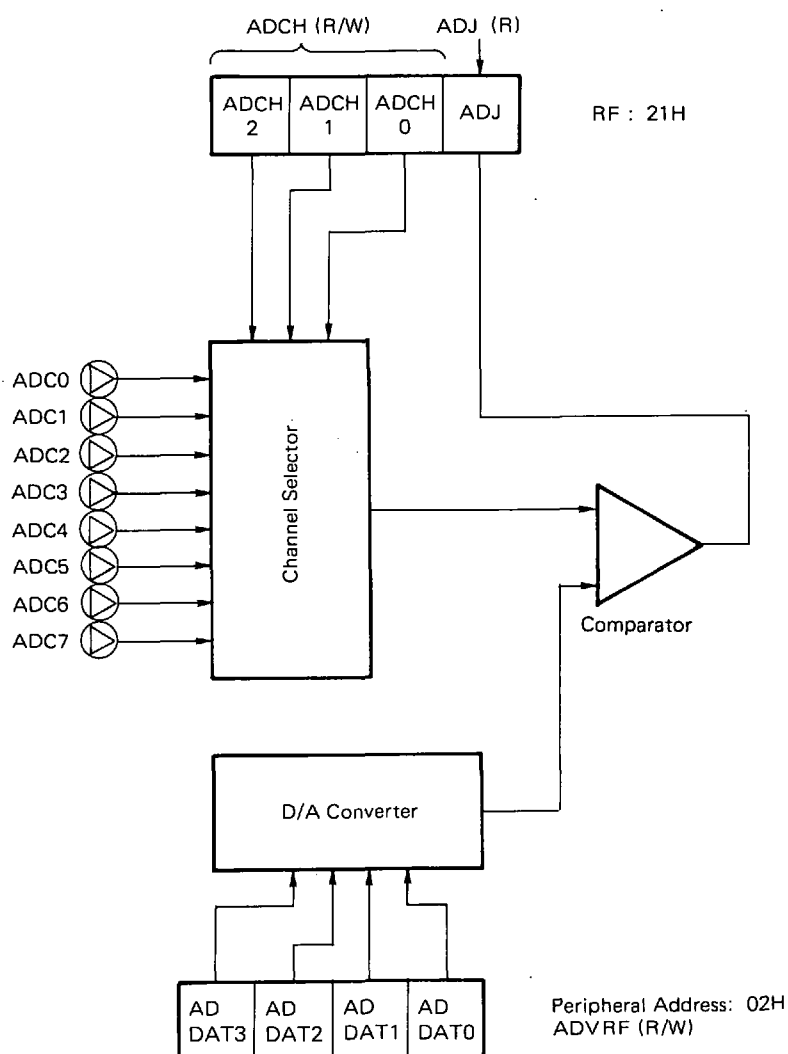 ADCH (R/W)
ADJ (R)
ADCH
2
ADCH
1
ADCH
0
ADJ
RF : 21H
ADC0
ADC1
ADC2
ADC3
ADC4
ADC5
ADC6
ADC7
Channel Selector
Comparator
D/A Converter
AD
DAT3
AD
DAT2
AD
DAT1
AD
DAT0
Peripheral Address: 02H
ADVRF (R/W)